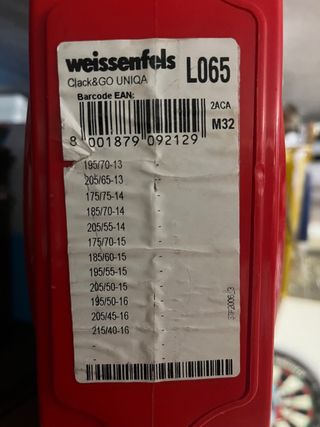 weissenfels
Clack&GO UNIQA
L065
Barcode EAN:
2ACA
M32
8 001879 092129
195/70-13 -
205/65-13 -
175/75-14 -
185/70-14 -
205/55-14 -
175/70-15 -
185/60-15 -
195/55-15 -
205/50-15 -
195/50-16 -
205/45-16 -
215/40-16 -